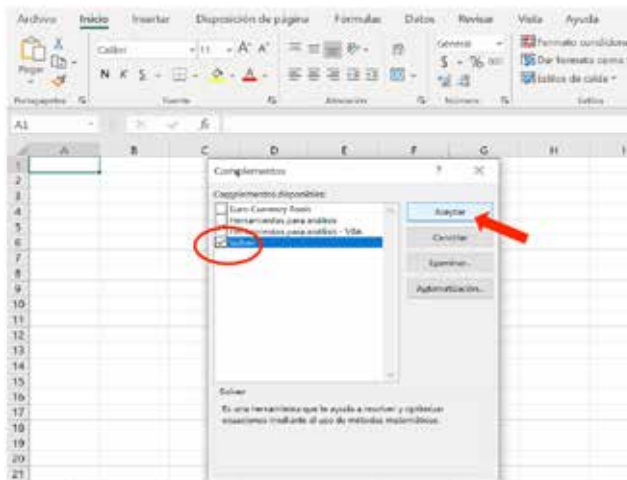 Archivo Inicio Insertar Disposición de página Fórmulas Datos Revisar Vista Ayuda
Pegar
Calibri 11 A^ A˅ General Formato condicional
N K S A $ % 000 Dar formato como
Estilos de celda
Portapapeles Fuente Alineación Número Estilos
A1 fx
A B C D E F G H I
1
2
3
4
5
6
7
8
9
10
11
12
13
14
15
16
17
18
19
20
21
Complementos ? ×
Complementos disponibles:
Euro Currency Tools
Herramientas para análisis
Herramientas para análisis - VBA
Solver
Aceptar
Cancelar
Examinar...
Automatización...
Solver
Es una herramienta que le ayuda a resolver y optimizar
ecuaciones mediante el uso de métodos matemáticos.